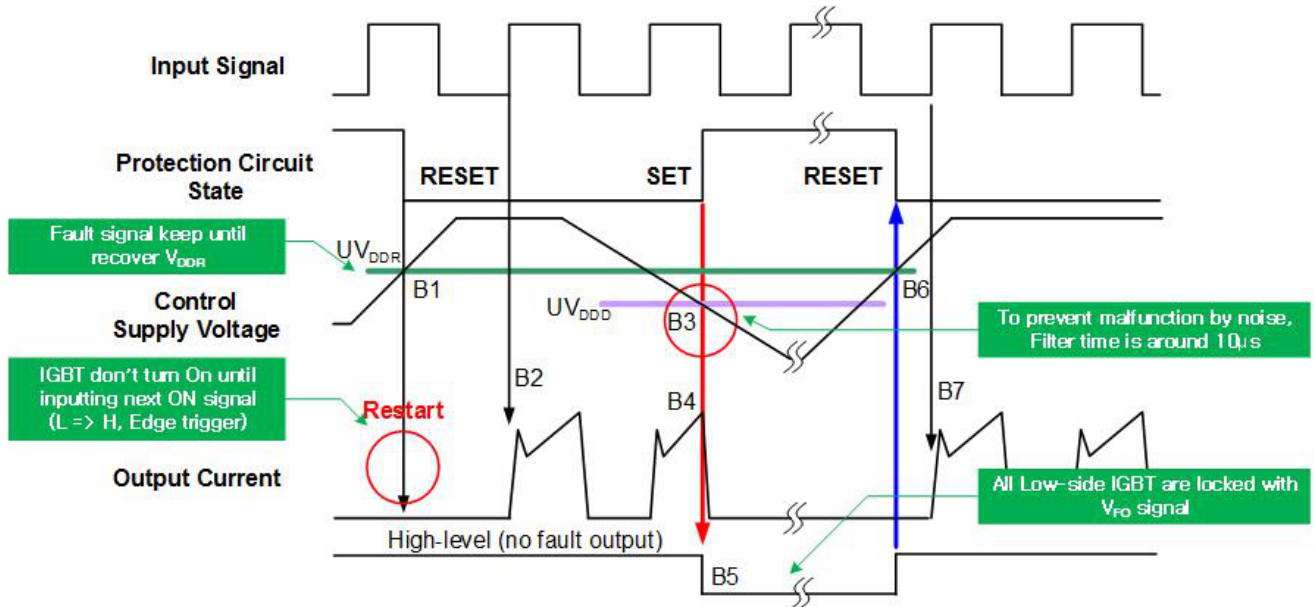 Input Signal
Protection Circuit
State
RESET
SET
RESET
Fault signal keep until
recover VDDR
UVDDR
B1
B6
Control
Supply Voltage
UVDDD
B3
To prevent malfunction by noise,
Filter time is around 10μs
IGBT don't turn On until
inputting next ON signal
(L => H, Edge trigger)
Restart
B2
B4
B7
Output Current
All Low-side IGBT are locked with
VFO signal
High-level (no fault output)
B5